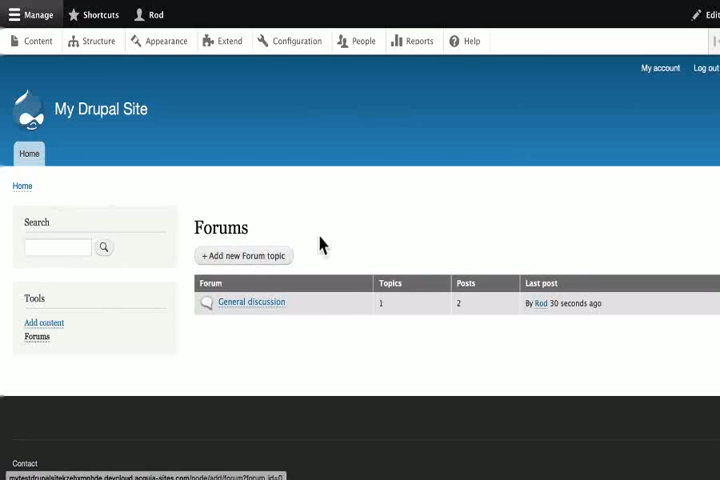 Manage Shortcuts Rod Edit
Content Structure Appearance Extend Configuration People Reports Help
My account Log out
My Drupal Site
Home
Home
Search
Forums
+ Add new Forum topic
Forum Topics Posts Last post
General discussion 1 2 By Rod 30 seconds ago
Tools
Add content
Forums
Contact